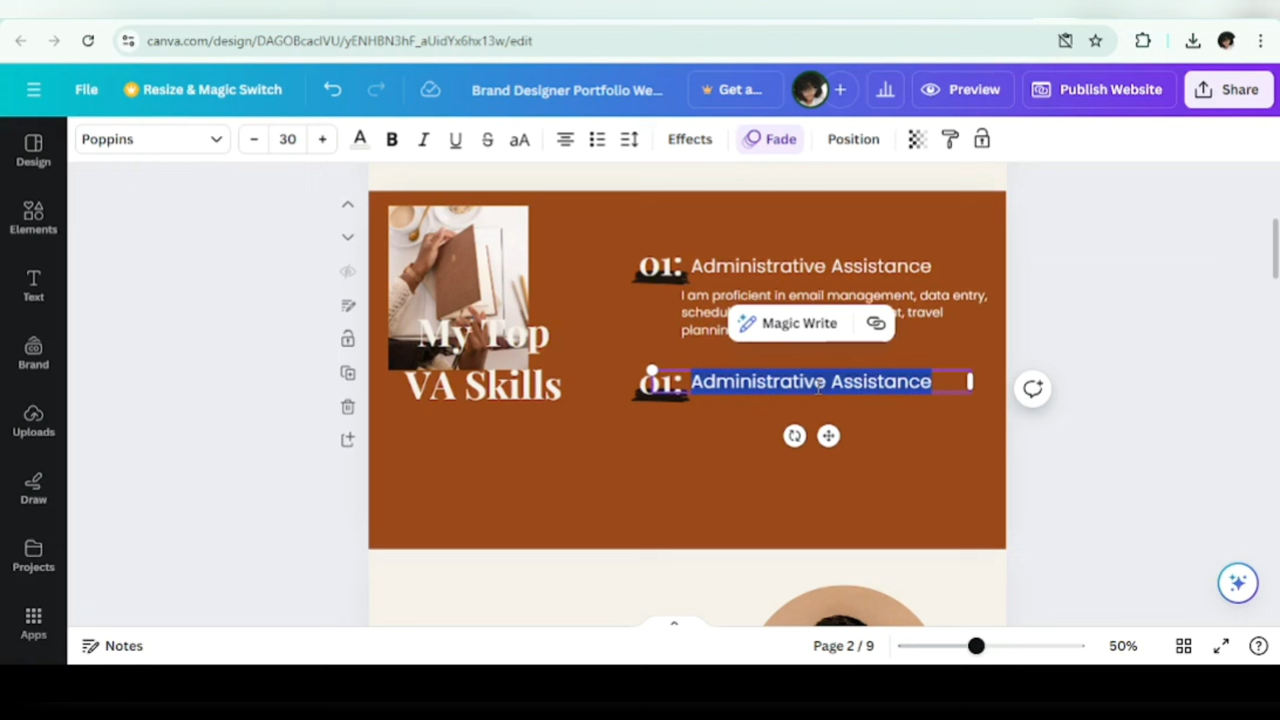 canva.com/design/DAGOBcacIVU/yENHBN3hF_aUidYx6hx13w/edit
File
Resize & Magic Switch
Brand Designer Portfolio We...
Get a...
Preview
Publish Website
Share
Poppins
30
A
B
I
U
S
aA
Effects
Fade
Position
Design
Elements
Text
Brand
Uploads
Draw
Projects
Apps
My Top
VA Skills
01: Administrative Assistance
I am proficient in email management, data entry,
travel
Magic Write
01: Administrative Assistance
Notes
Page 2 / 9
50%